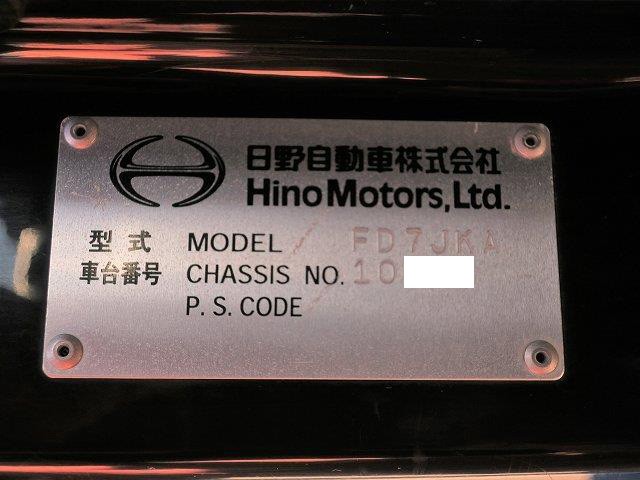 日野自動車株式会社
Hino Motors, Ltd.
型式 MODEL FD7JKA
車台番号 CHASSIS NO. 10
P.S. CODE